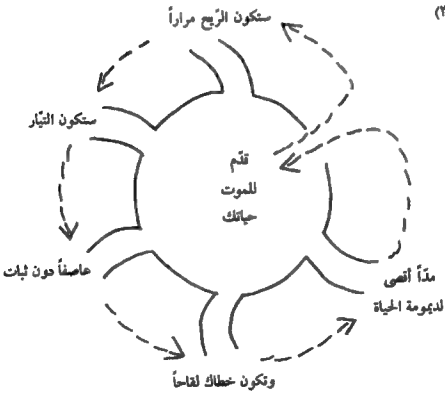 ٢)
قدّم
للموت
حياتك
ستكون الرّيح مراراً
ستكون التيّار
عاصفاً دون ثبات
وتكون خطاك لقاحاً
مدّاً أقصى
لديمومة الحياة